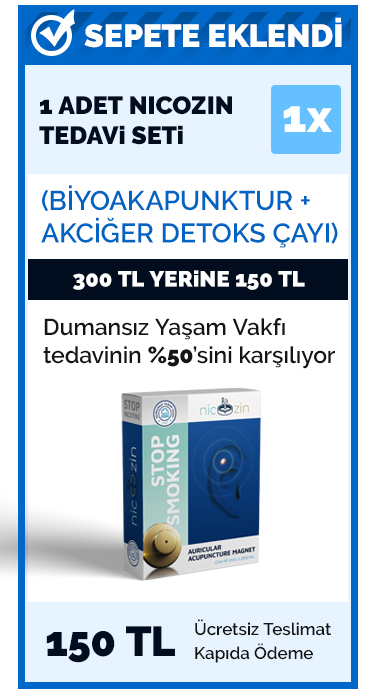 SEPETE EKLENDİ
1 ADET NICOZIN
TEDAVİ SETİ
1x
(BİYOAKAPUNKTUR +
AKCİĞER DETOKS ÇAYI)
300 TL YERİNE 150 TL
Dumansız Yaşam Vakfı
tedavinin %50'sini karşılıyor
STOP
nicozin
STOP
SMOKING
nicozin
AURICULAR
ACUPUNCTURE MAGNET
150 TL
Ücretsiz Teslimat
Kapıda Ödeme